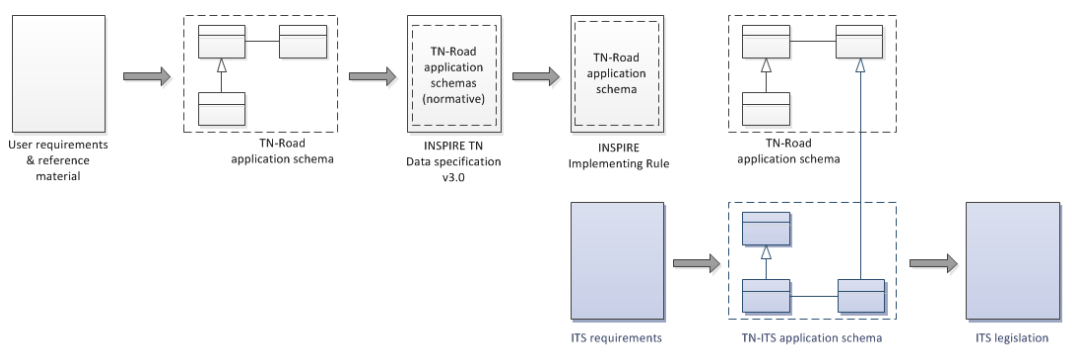 User requirements
& reference
material
TN-Road
application schema
TN-Road
application
schemas
(normative)
INSPIRE TN
Data specification
v3.0
TN-Road
application
schema
INSPIRE
Implementing Rule
TN-Road
application schema
ITS requirements
TN-ITS application schema
ITS legislation